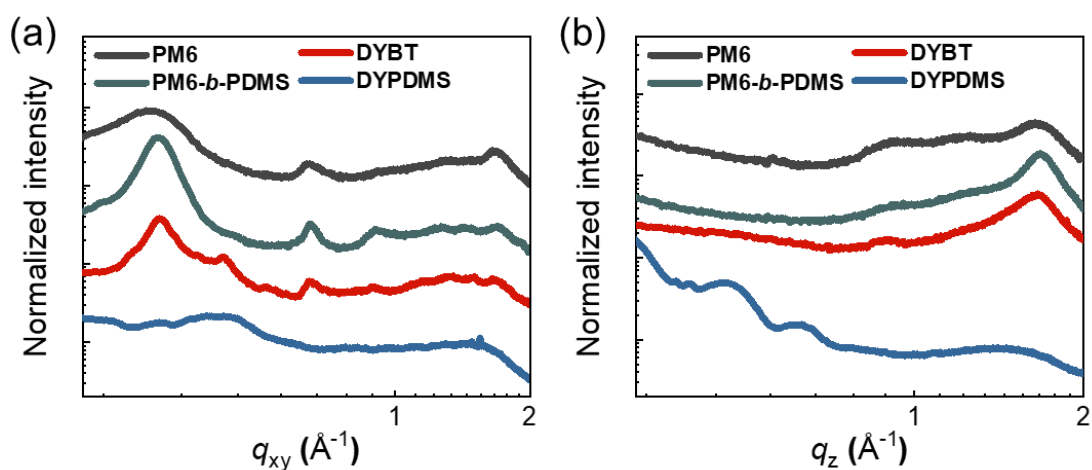 (a)
PM6
DYBT
PM6-b-PDMS
DYPDMS
Normalized intensity
1
2
qxy (Å-1)
(b)
PM6
DYBT
PM6-b-PDMS
DYPDMS
Normalized intensity
1
2
qz (Å-1)